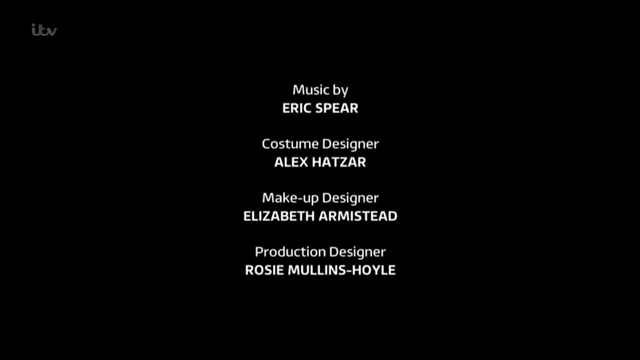 itv
Music by
ERIC SPEAR
Costume Designer
ALEX HATZAR
Make-up Designer
ELIZABETH ARMISTEAD
Production Designer
ROSIE MULLINS-HOYLE